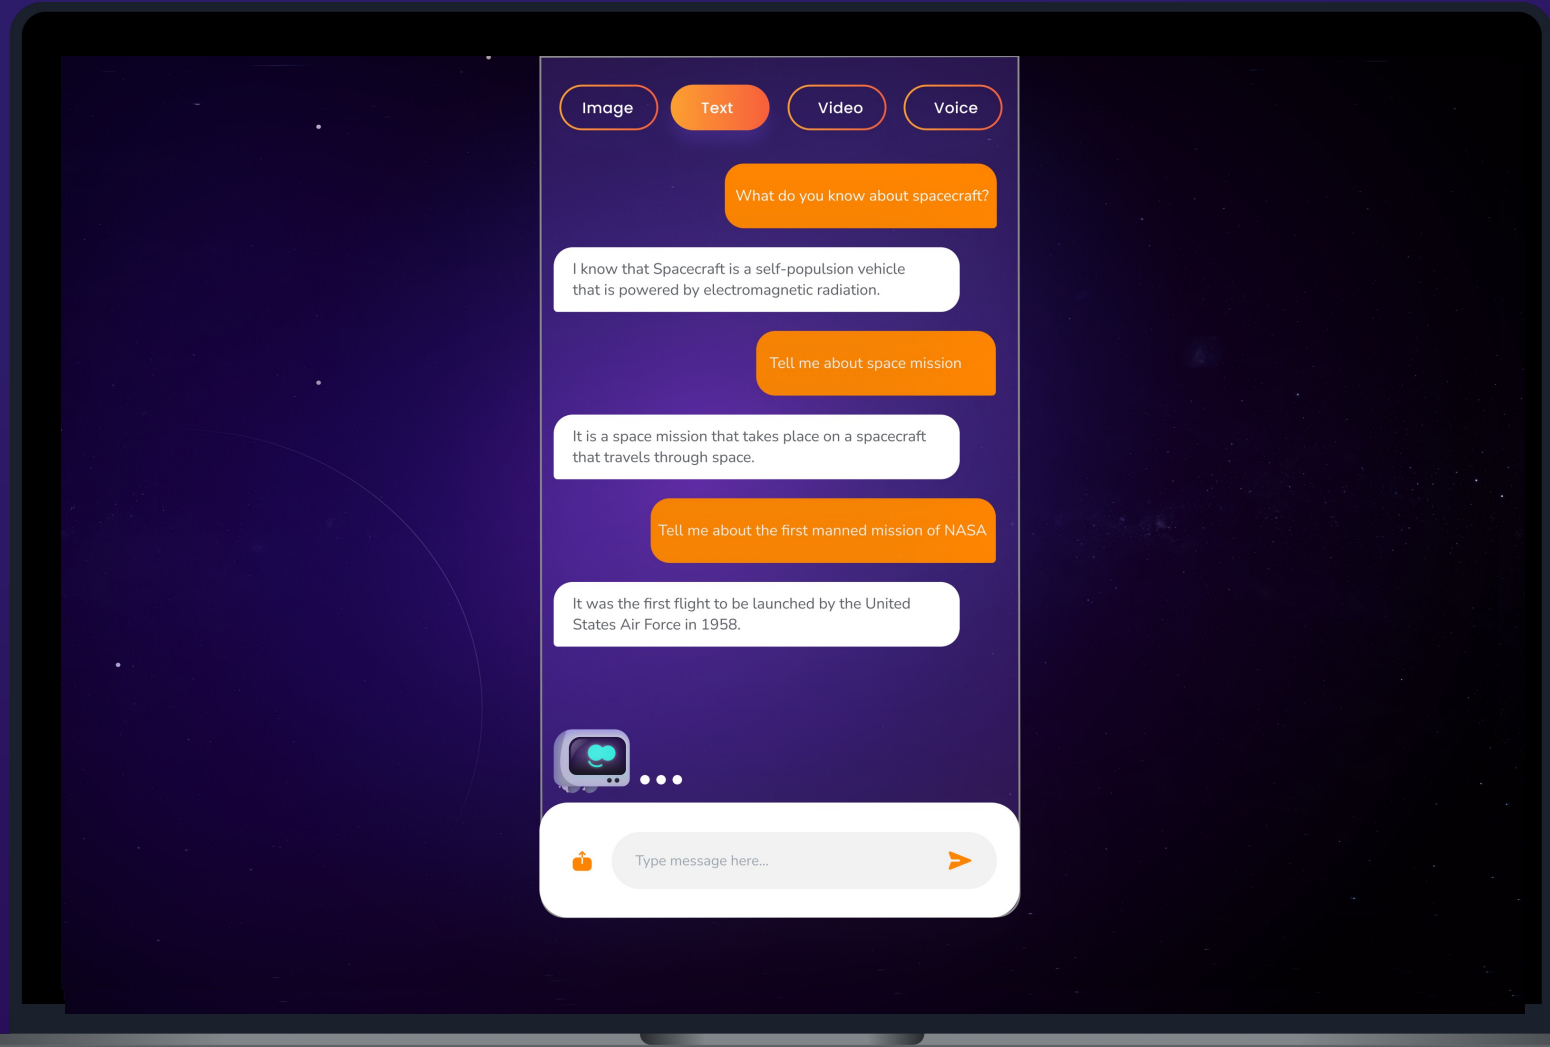 Image
Text
Video
Voice
What do you know about spacecraft?
I know that Spacecraft is a self-populsion vehicle
that is powered by electromagnetic radiation.
Tell me about space mission
It is a space mission that takes place on a spacecraft
that travels through space.
Tell me about the first manned mission of NASA
It was the first flight to be launched by the United
States Air Force in 1958.
Type message here...